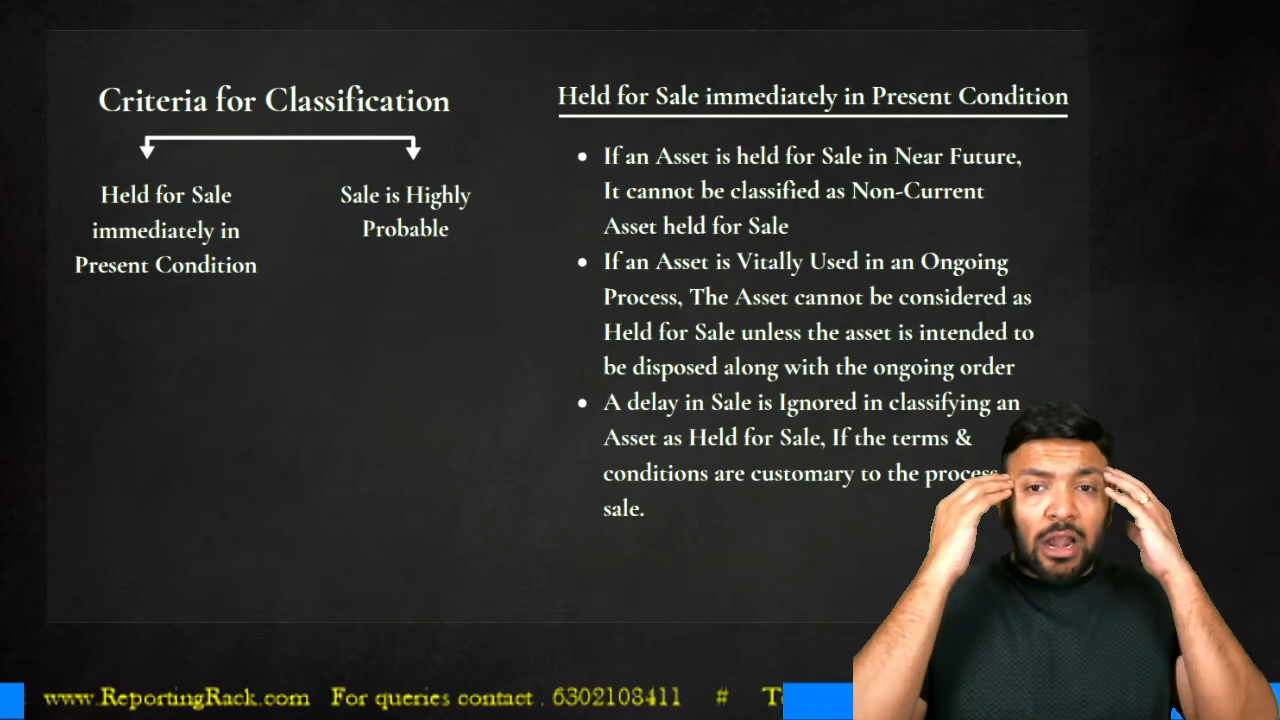 Criteria for Classification
Held for Sale
immediately in
Present Condition
Sale is Highly
Probable
Held for Sale immediately in Present Condition
• If an Asset is held for Sale in Near Future,
It cannot be classified as Non-Current
Asset held for Sale
• If an Asset is Vitally Used in an Ongoing
Process, The Asset cannot be considered as
Held for Sale unless the asset is intended to
be disposed along with the ongoing order
• A delay in Sale is Ignored in classifying an
Asset as Held for Sale, If the terms &
conditions are customary to the process
sale.
www.ReportingRack.com For queries contact . 6302108411 #